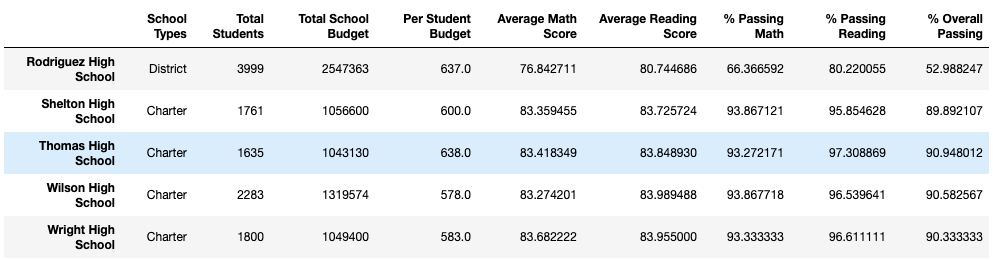 School Types Total Students Total School Budget Per Student Budget Average Math Score Average Reading Score % Passing Math % Passing Reading % Overall Passing
Rodriguez High School District 3999 2547363 637.0 76.842711 80.744686 66.366592 80.220055 52.988247
Shelton High School Charter 1761 1056600 600.0 83.359455 83.725724 93.867121 95.854628 89.892107
Thomas High School Charter 1635 1043130 638.0 83.418349 83.848930 93.272171 97.308869 90.948012
Wilson High School Charter 2283 1319574 578.0 83.274201 83.989488 93.867718 96.539641 90.582567
Wright High School Charter 1800 1049400 583.0 83.682222 83.955000 93.333333 96.611111 90.333333